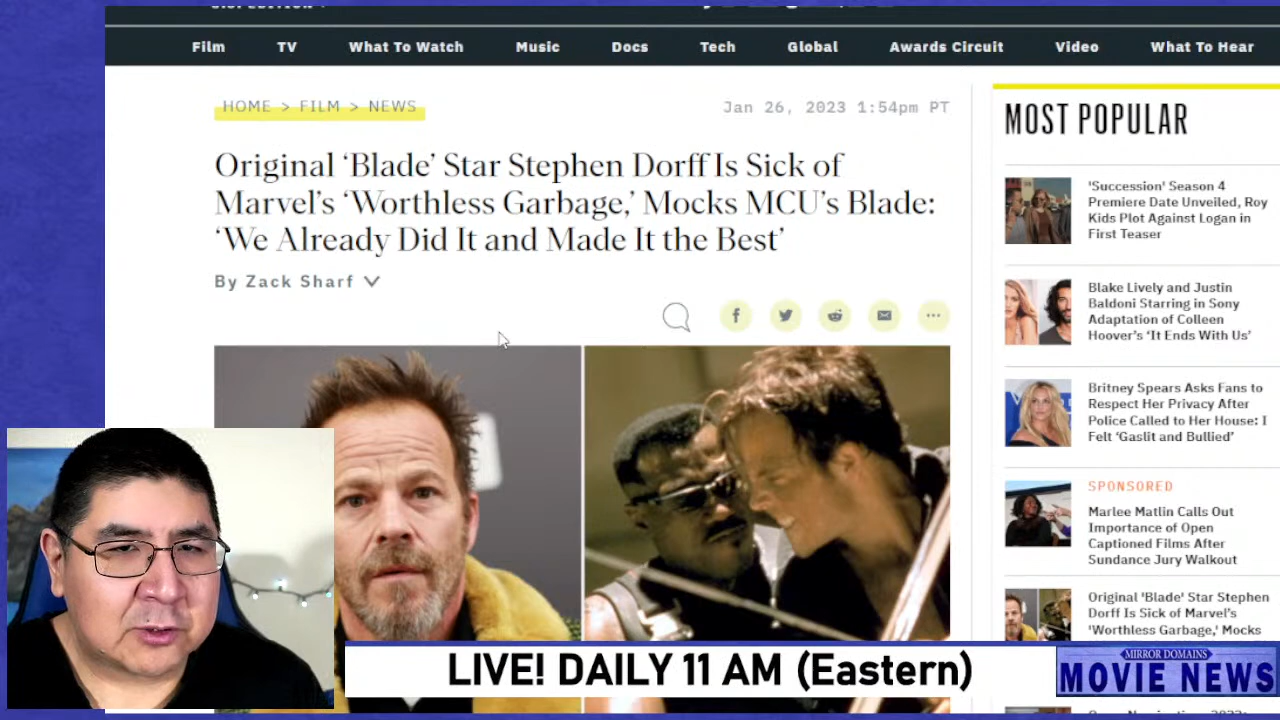 Film TV What To Watch Music Docs Tech Global Awards Circuit Video What To Hear
HOME > FILM > NEWS
Jan 26, 2023 1:54pm PT
Original ‘Blade’ Star Stephen Dorff Is Sick of
Marvel’s ‘Worthless Garbage,’ Mocks MCU’s Blade:
‘We Already Did It and Made It the Best’
By Zack Sharf
MOST POPULAR
'Succession' Season 4
Premiere Date Unveiled, Roy
Kids Plot Against Logan in
First Teaser
Blake Lively and Justin
Baldoni Starring in Sony
Adaptation of Colleen
Hoover’s ‘It Ends With Us’
Britney Spears Asks Fans to
Respect Her Privacy After
Police Called to Her House: I
Felt ‘Gaslit and Bullied’
SPONSORED
Marlee Matlin Calls Out
Importance of Open
Captioned Films After
Sundance Jury Walkout
Original 'Blade' Star Stephen
Dorff Is Sick of Marvel’s
'Worthless Garbage,' Mocks
LIVE! DAILY 11 AM (Eastern)
MIRROR DOMAINS
MOVIE NEWS